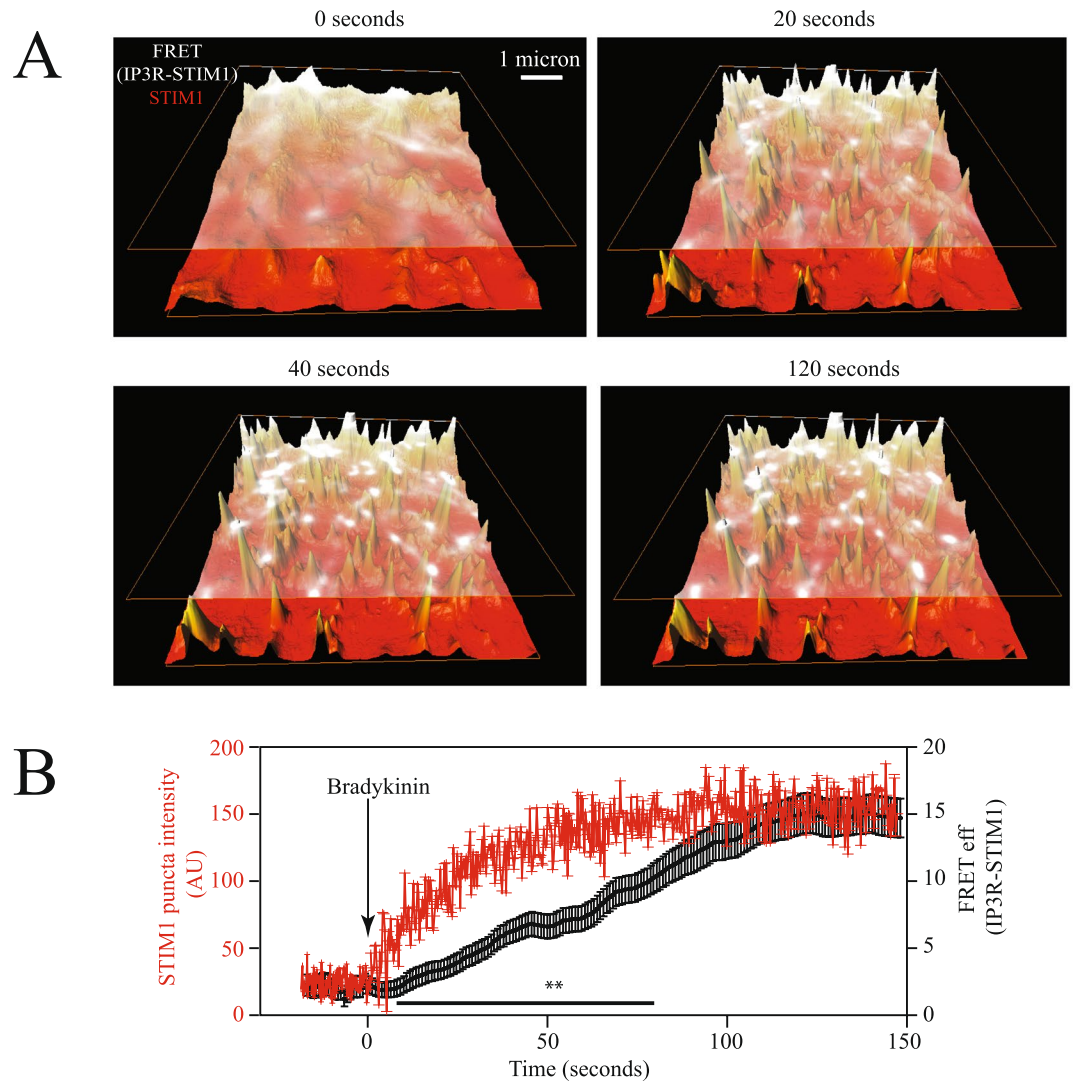 A
0 seconds
20 seconds
FRET
(IP3R-STIM1)
STIM1
1 micron
40 seconds
120 seconds
B
200
150
100
50
0
STIM1 puncta intensity
(AU)
Bradykinin
**
20
15
10
5
0
FRET eff
(IP3R-STIM1)
0
50
100
150
Time (seconds)